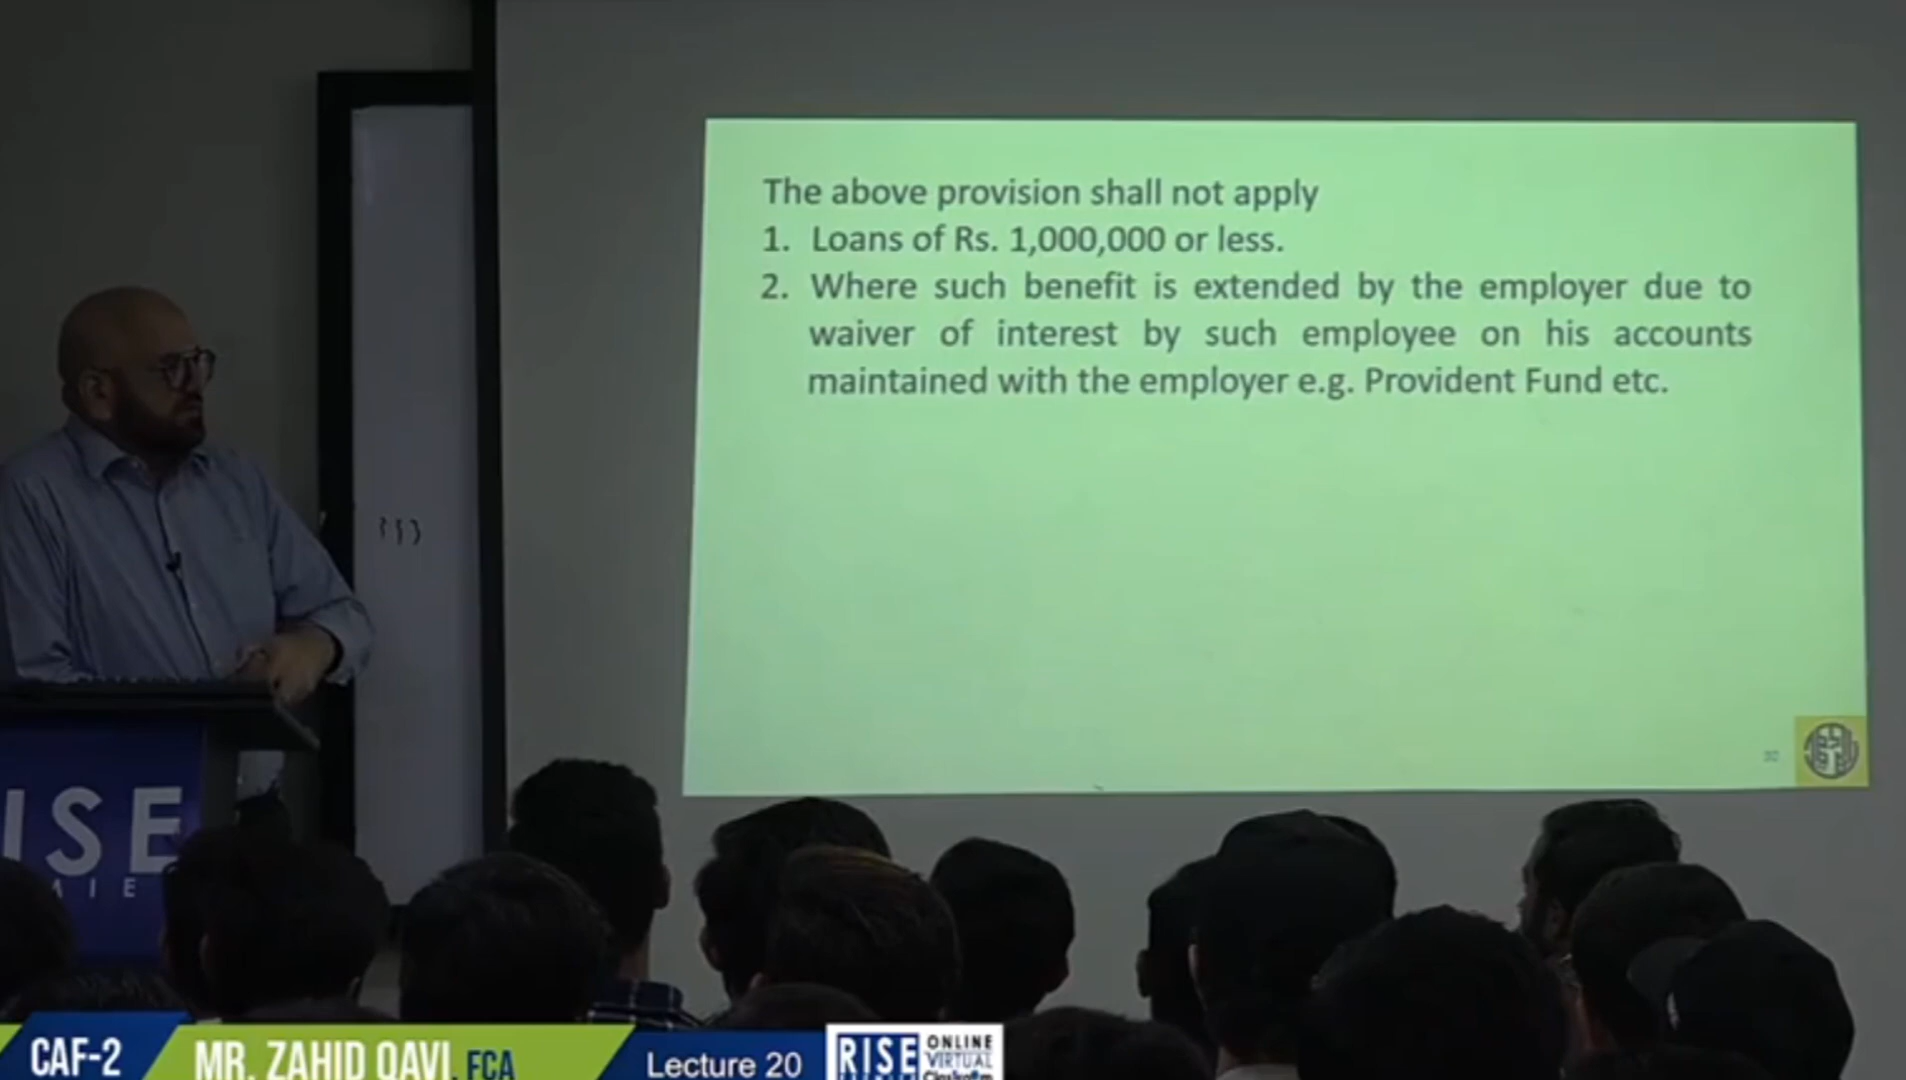 The above provision shall not apply
1. Loans of Rs. 1,000,000 or less.
2. Where such benefit is extended by the employer due to
waiver of interest by such employee on his accounts
maintained with the employer e.g. Provident Fund etc.
ISE
CAF-2
MR. ZAHID QAVI, FCA
Lecture 20
RISE
ONLINE
VIRTUAL